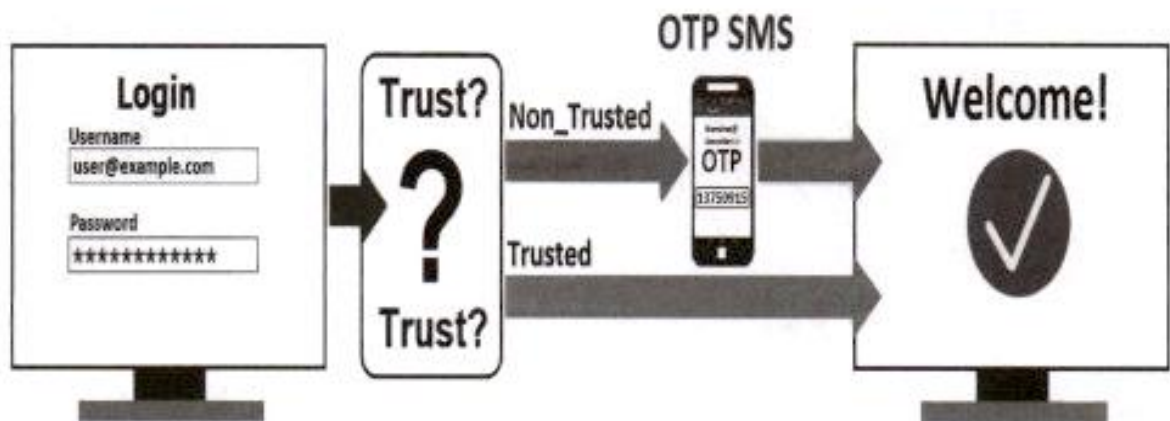 Login
Username
user@example.com
Password
************
Trust?
?
Trust?
Non_Trusted
Trusted
OTP SMS
OTP
13750915
Welcome!